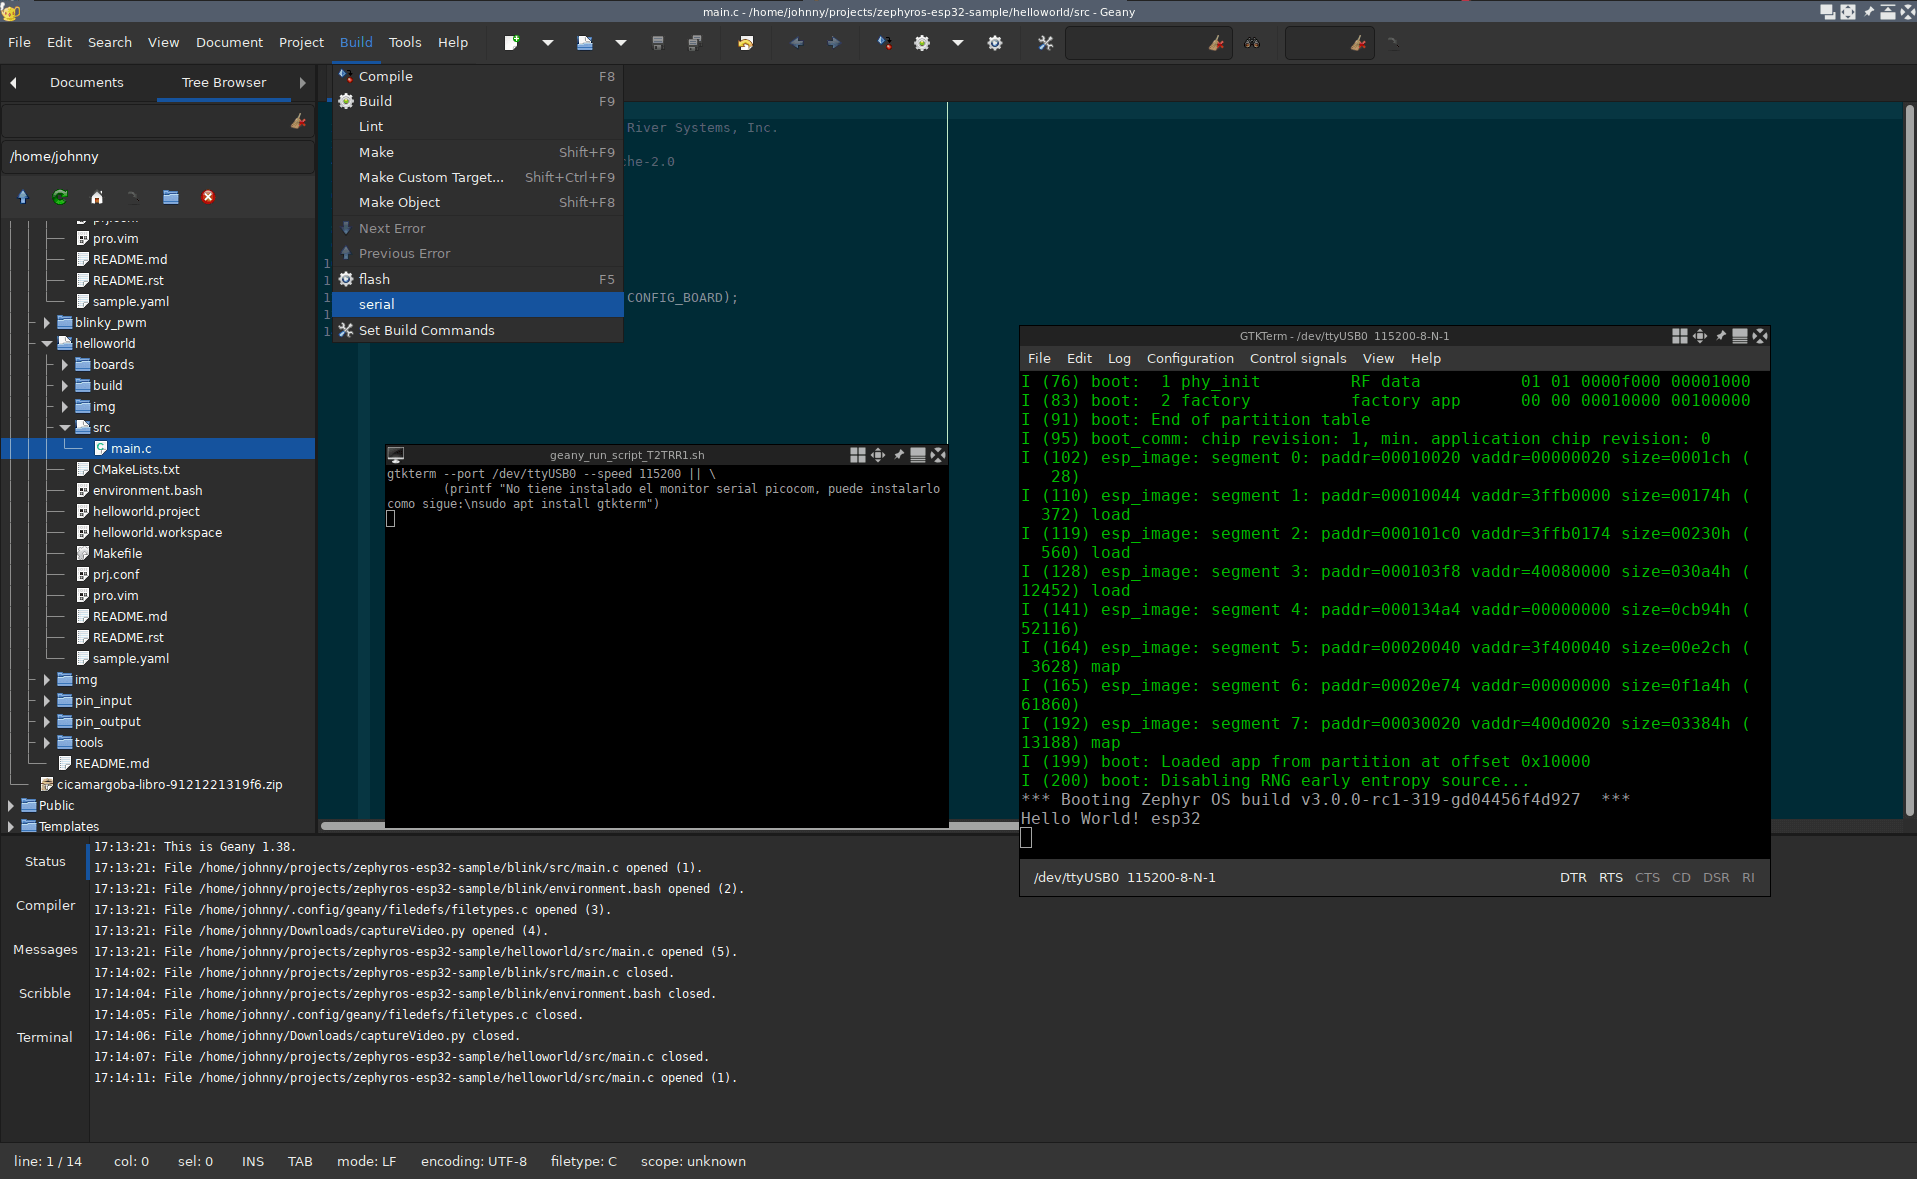 main.c - /home/johnny/projects/zephyros-esp32-sample/helloworld/src - Geany
File Edit Search View Document Project Build Tools Help
Documents Tree Browser
/home/johnny
pro.vim
README.md
README.rst
sample.yaml
blinky_pwm
helloworld
boards
build
img
src
main.c
CMakeLists.txt
environment.bash
helloworld.project
helloworld.workspace
Makefile
prj.conf
pro.vim
README.md
README.rst
sample.yaml
img
pin_input
pin_output
tools
README.md
cicamargoba-libro-9121221319f6.zip
Public
Templates
Compile F8
Build F9
Lint
Make Shift+F9
Make Custom Target... Shift+Ctrl+F9
Make Object Shift+F8
Next Error
Previous Error
flash F5
serial
Set Build Commands
River Systems, Inc.
che-2.0
CONFIG_BOARD);
1
1
1
1
1
geany_run_script_T2TRR1.sh
gtkterm --port /dev/ttyUSB0 --speed 115200 || \
(printf "No tiene instalado el monitor serial picocom, puede instalarlo
como sigue:\nsudo apt install gtkterm")
GTKTerm - /dev/ttyUSB0 115200-8-N-1
File Edit Log Configuration Control signals View Help
I (76) boot: 1 phy_init RF data 01 01 0000f000 00001000
I (83) boot: 2 factory factory app 00 00 00010000 00100000
I (91) boot: End of partition table
I (95) boot_comm: chip revision: 1, min. application chip revision: 0
I (102) esp_image: segment 0: paddr=00010020 vaddr=00000020 size=0001ch (
28)
I (110) esp_image: segment 1: paddr=00010044 vaddr=3ffb0000 size=00174h (
372) load
I (119) esp_image: segment 2: paddr=000101c0 vaddr=3ffb0174 size=00230h (
560) load
I (128) esp_image: segment 3: paddr=000103f8 vaddr=40080000 size=030a4h (
12452) load
I (141) esp_image: segment 4: paddr=000134a4 vaddr=00000000 size=0cb94h (
52116)
I (164) esp_image: segment 5: paddr=00020040 vaddr=3f400040 size=00e2ch (
3628) map
I (165) esp_image: segment 6: paddr=00020e74 vaddr=00000000 size=0f1a4h (
61860)
I (192) esp_image: segment 7: paddr=00030020 vaddr=400d0020 size=03384h (
13188) map
I (199) boot: Loaded app from partition at offset 0x10000
I (200) boot: Disabling RNG early entropy source...
*** Booting Zephyr OS build v3.0.0-rc1-319-gd04456f4d927 ***
Hello World! esp32
/dev/ttyUSB0 115200-8-N-1 DTR RTS CTS CD DSR RI
Status
Compiler
Messages
Scribble
Terminal
17:13:21: This is Geany 1.38.
17:13:21: File /home/johnny/projects/zephyros-esp32-sample/blink/src/main.c opened (1).
17:13:21: File /home/johnny/projects/zephyros-esp32-sample/blink/environment.bash opened (2).
17:13:21: File /home/johnny/.config/geany/filedefs/filetypes.c opened (3).
17:13:21: File /home/johnny/Downloads/captureVideo.py opened (4).
17:13:21: File /home/johnny/projects/zephyros-esp32-sample/helloworld/src/main.c opened (5).
17:14:02: File /home/johnny/projects/zephyros-esp32-sample/blink/src/main.c closed.
17:14:04: File /home/johnny/projects/zephyros-esp32-sample/blink/environment.bash closed.
17:14:05: File /home/johnny/.config/geany/filedefs/filetypes.c closed.
17:14:06: File /home/johnny/Downloads/captureVideo.py closed.
17:14:07: File /home/johnny/projects/zephyros-esp32-sample/helloworld/src/main.c closed.
17:14:11: File /home/johnny/projects/zephyros-esp32-sample/helloworld/src/main.c opened (1).
line: 1 / 14 col: 0 sel: 0 INS TAB mode: LF encoding: UTF-8 filetype: C scope: unknown